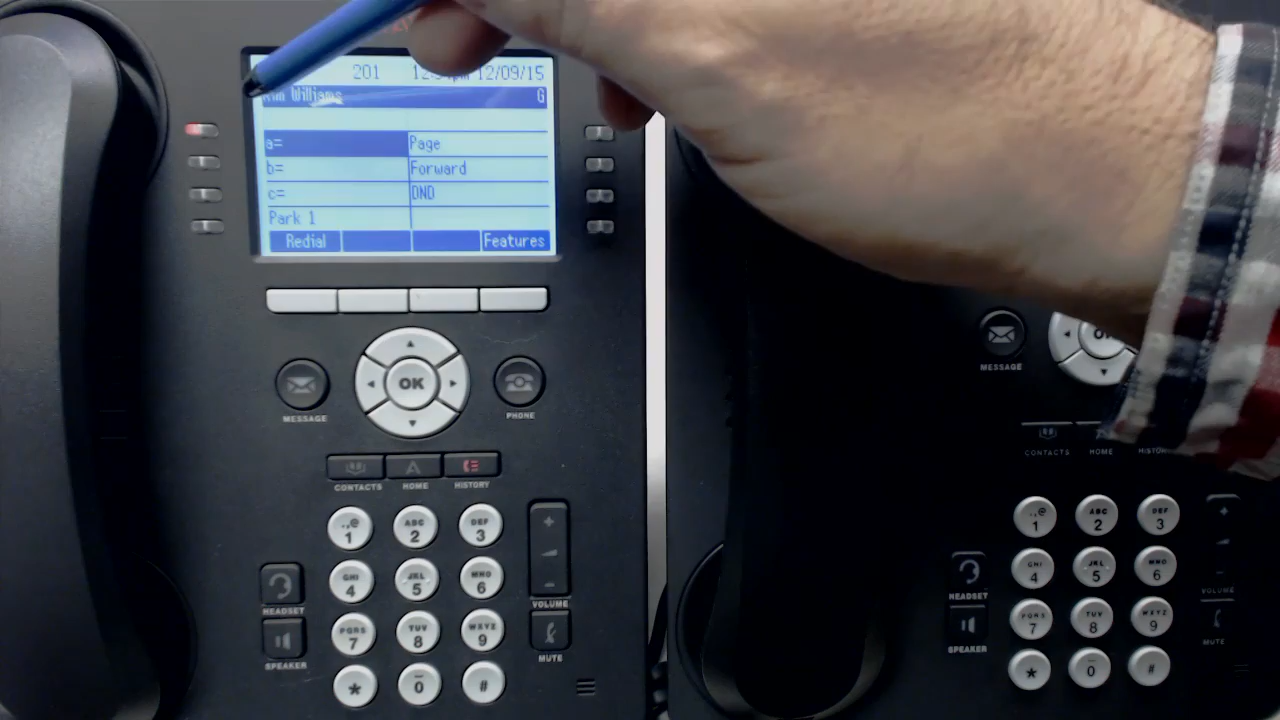 201 12/09/15
Williams G
a= Page
b= Forward
c= DND
Park 1
Redial Features
OK
MESSAGE PHONE
CONTACTS HOME HISTORY
.,@ 1 ABC 2 DEF 3
GHI 4 JKL 5 MNO 6
PQRS 7 TUV 8 WXYZ 9
* 0 #
HEADSET
SPEAKER
VOLUME
MUTE
MESSAGE
CONTACTS HOME
.,@ 1 ABC 2 DEF 3
GHI 4 JKL 5 MNO 6
PQRS 7 TUV 8 WXYZ 9
* 0 #
HEADSET
SPEAKER
VOLUME
MUTE